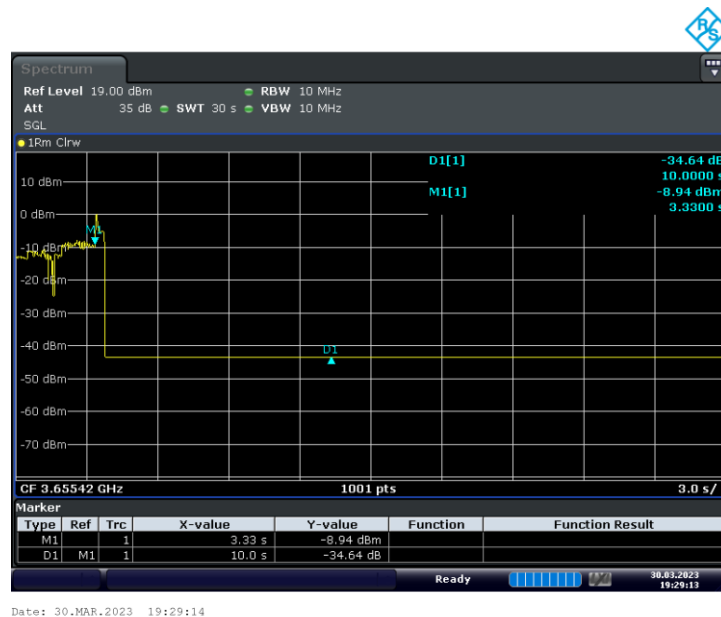 R&S
Spectrum
Ref Level 19.00 dBm RBW 10 MHz
Att 35 dB SWT 30 s VBW 10 MHz
SGL
1Rm Clrw
D1[1] -34.64 dB
10.0000 s
M1[1] -8.94 dBm
3.3300 s
10 dBm
0 dBm
M1
-10 dBm
-20 dBm
-30 dBm
-40 dBm
D1
-50 dBm
-60 dBm
-70 dBm
CF 3.65542 GHz 1001 pts 3.0 s/
Marker
Type Ref Trc X-value Y-value Function Function Result
M1 1 3.33 s -8.94 dBm
D1 M1 1 10.0 s -34.64 dB
Ready 30.03.2023
19:29:13
Date: 30.MAR.2023 19:29:14